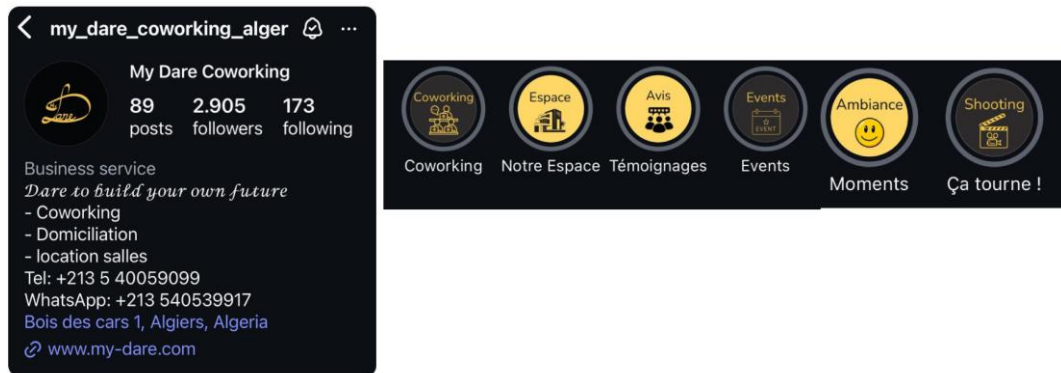 my_dare_coworking_alger
Dare
My Dare Coworking
89 2.905 173
posts followers following
Business service
Dare to build your own future
- Coworking
- Domiciliation
- location salles
Tel: +213 5 40059099
WhatsApp: +213 540539917
Bois des cars 1, Algiers, Algeria
www.my-dare.com
Coworking Espace Avis Events Ambiance Shooting
EVENT
Coworking Notre Espace Témoignages Events Moments Ça tourne !